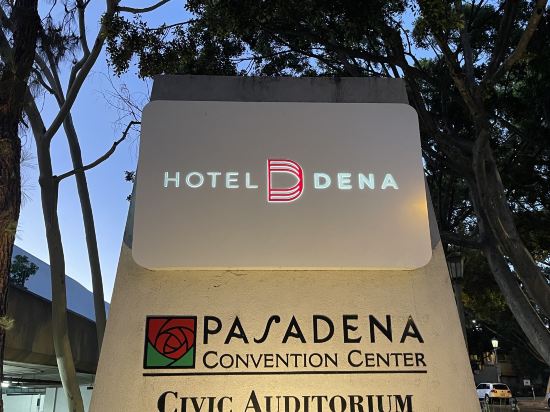 HOTEL D DENA
PASADENA
CONVENTION CENTER
CIVIC AUDITORIUM